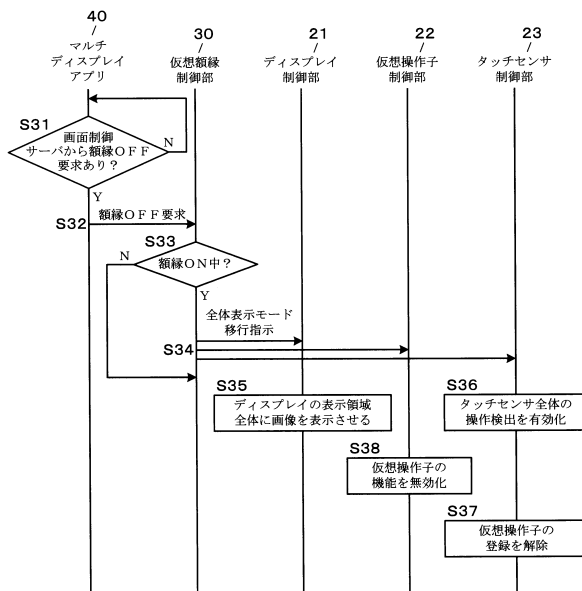 40
マルチ
ディスプレイ
アプリ
30
仮想額縁
制御部
21
ディスプレイ
制御部
22
仮想操作子
制御部
23
タッチセンサ
制御部
S31
画面制御
サーバから額縁OFF
要求あり?
N
Y
S32
額縁OFF要求
S33
額縁ON中?
N
Y
全体表示モード
移行指示
S34
S35
ディスプレイの表示領域
全体に画像を表示させる
S36
タッチセンサ全体の
操作検出を有効化
S38
仮想操作子の
機能を無効化
S37
仮想操作子の
登録を解除